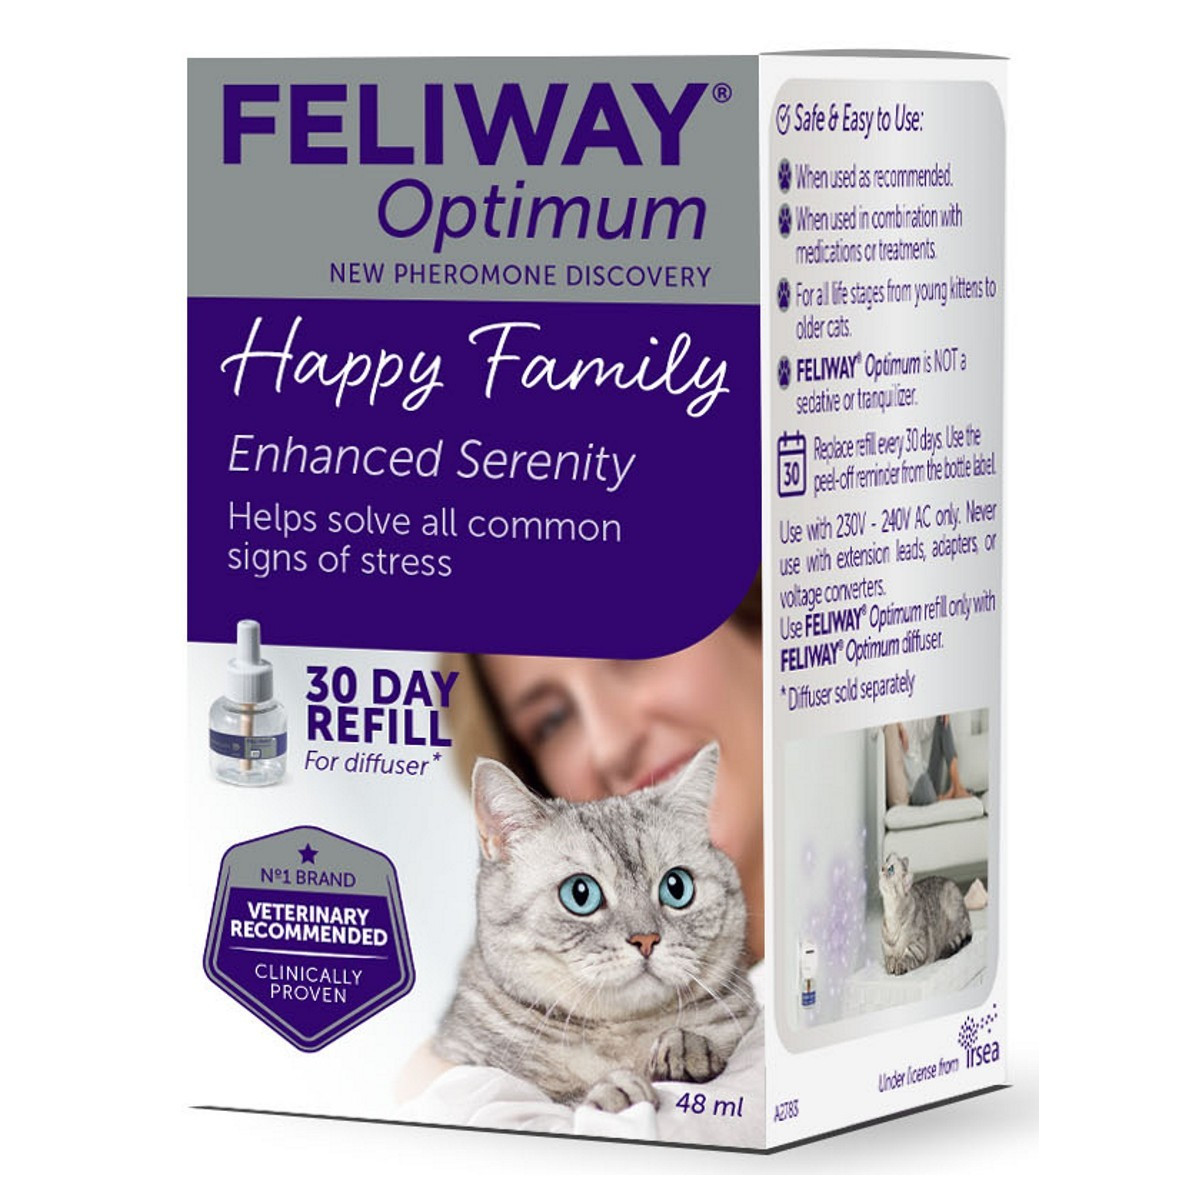 FELIWAY®
Optimum
NEW PHEROMONE DISCOVERY
Happy Family
Enhanced Serenity
Helps solve all common
signs of stress
30 DAY
REFILL
For diffuser*
Nº1 BRAND
VETERINARY
RECOMMENDED
CLINICALLY
PROVEN
48 ml
Safe & Easy to Use:
When used as recommended.
When used in combination with
medications or treatments.
For all life stages from young kittens to
older cats.
FELIWAY® Optimum is NOT a
sedative or tranquilizer.
30
Replace refill every 30 days. Use the
peel-off reminder from the bottle label.
Use with 230V - 240V AC only. Never
use with extension leads, adapters, or
voltage converters.
Use FELIWAY® Optimum refill only with
FELIWAY® Optimum diffuser.
*Diffuser sold separately
Under license from irsea
A2783